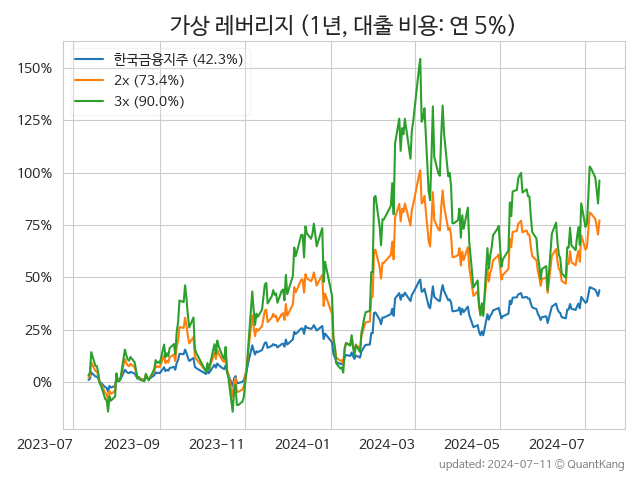 가상 레버리지 (1년, 대출 비용: 연 5%)
한국금융지주 (42.3%)
2x (73.4%)
3x (90.0%)
150%
125%
100%
75%
50%
25%
0%
2023-07 2023-09 2023-11 2024-01 2024-03 2024-05 2024-07
updated: 2024-07-11 © QuantKang